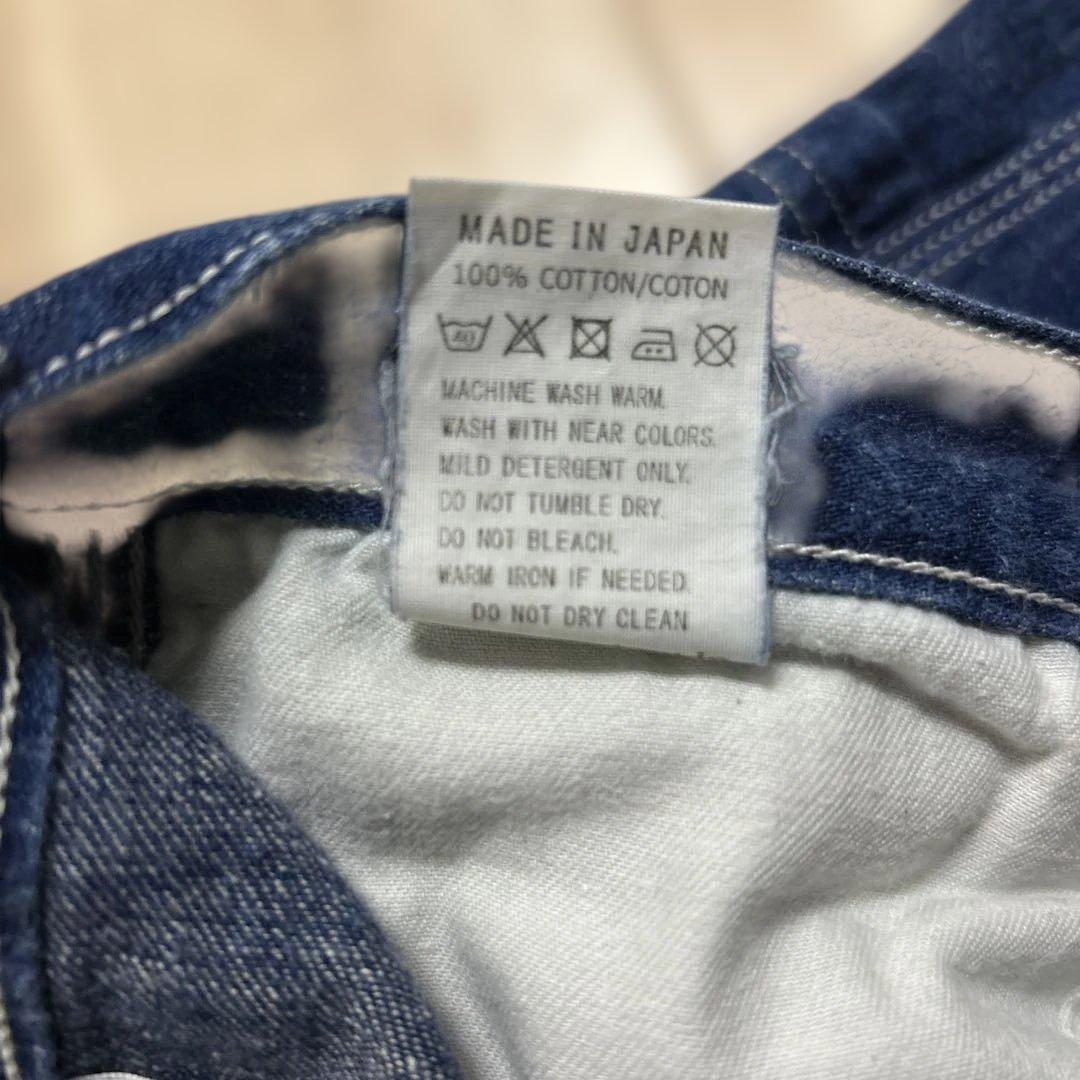 MADE IN JAPAN
100% COTTON/COTON
MACHINE WASH WARM.
WASH WITH NEAR COLORS.
MILD DETERGENT ONLY.
DO NOT TUMBLE DRY.
DO NOT BLEACH.
WARM IRON IF NEEDED.
DO NOT DRY CLEAN